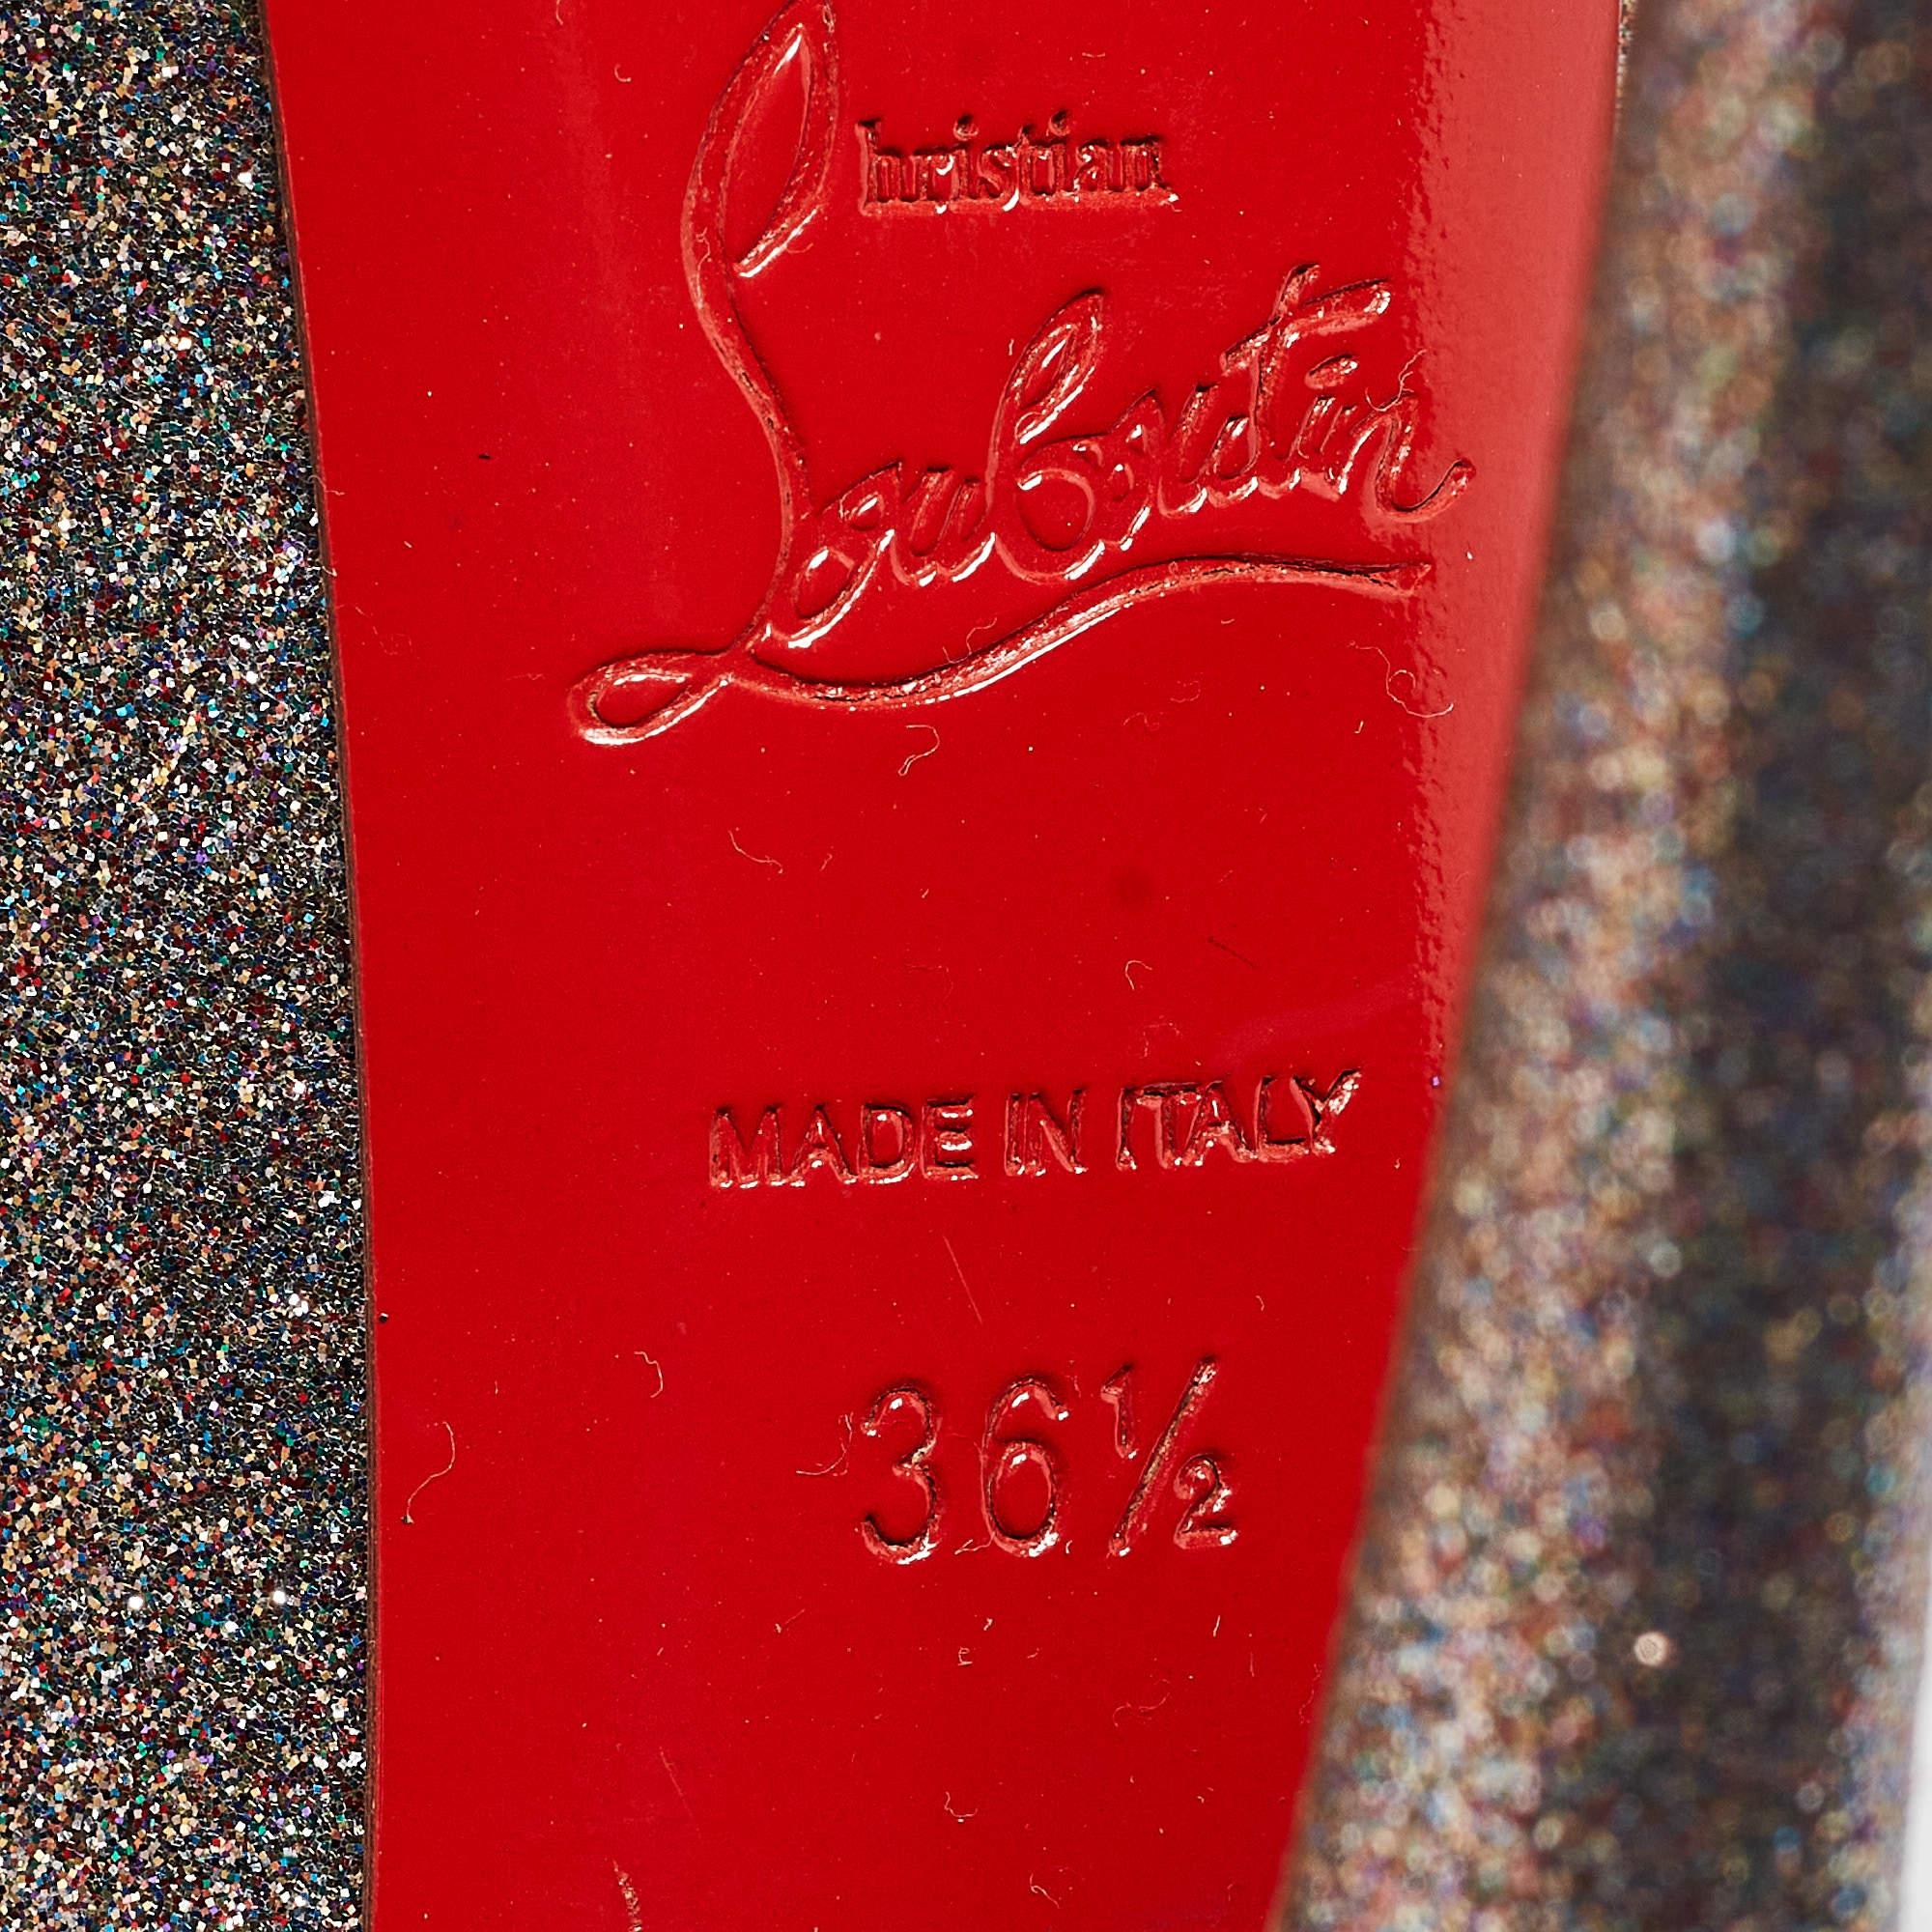 Christian
Louboutin
MADE IN ITALY
36½